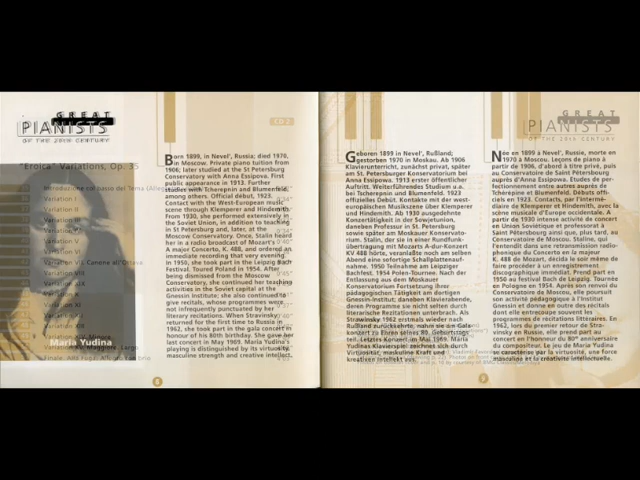 GREAT
PIANISTS
OF THE 20TH CENTURY
CD 2
"Eroica" Variations, Op. 35
Variation I
Variation II
Variation V
Variation VI
Maria Yudina
Born 1899, in Nevel', Russia; died 1970,
in Moscow. Private piano tuition from
1906; later studied at the St Petersburg
Conservatory with Anna Essipova. First
public appearance in 1913. Further
studies with Tcherepnin and Blumenfeld,
among others. Official debut, 1923.
Contact with the West-European music
scene through Klemperer and Hindemith.
From 1930, she performed extensively in
the Soviet Union, in addition to teaching
in St Petersburg and, later, at the
Moscow Conservatory. Once, Stalin heard
her in a radio broadcast of Mozart's
A major Concerto, K. 488, and ordered an
immediate recording that very evening.
In 1950, she took part in the Leipzig Bach
Festival. Toured Poland in 1954. After
being dismissed from the Moscow
Conservatory, she continued her teaching
activities in the Soviet capital at the
Gnessin Institute; she also continued to
give recitals, whose programmes were
not infrequently punctuated by her
literary recitations. When Stravinsky
returned for the first time to Russia in
1962, she took part in the gala concert in
honour of his 80th birthday. She gave her
last concert in May 1969. Maria Yudina's
playing is distinguished by its virtuosity,
masculine strength and creative intellect.
8
Geboren 1899 in Nevel', Rußland;
gestorben 1970 in Moskau. Ab 1906
Klavierunterricht, zunächst privat, später
am St. Petersburger Konservatorium bei
Anna Essipova. 1913 erster öffentlicher
Auftritt. Weiterführendes Studium u.a.
bei Tscherepnin und Blumenfeld. 1923
offizielles Debüt. Kontakte mit der west-
europäischen Musikszene über Klemperer
und Hindemith. Ab 1930 ausgedehnte
Konzerttätigkeit in der Sowjetunion,
daneben Professur in St. Petersburg
sowie später am Moskauer Konservato-
rium. Stalin, der sie in einer Rundfunk-
übertragung mit Mozarts A-dur-Konzert
KV 488 hörte, veranlaßte noch am selben
Abend eine sofortige Schallplattenauf-
nahme. 1950 Teilnahme am Leipziger
Bachfest. 1954 Polen-Tournee. Nach der
Entlassung aus dem Moskauer
Konservatorium Fortsetzung ihrer
pädagogischen Tätigkeit am dortigen
Gnessin-Institut; daneben Klavierabende,
deren Programme sie nicht selten durch
literarische Rezitationen unterbrach. Als
Strawinsky 1962 erstmals wieder nach
Rußland zurückkehrte, nahm sie am Gala-
konzert zu Ehren seines 80. Geburtstags
teil. Letztes Konzert im Mai 1969. Maria
Yudinas Klavierspiel zeichnet sich durch
Virtuosität, maskuline Kraft und
kreativen Intellekt aus.
GREAT
PIANISTS
OF THE 20TH CENTURY
Née en 1899 à Nevel', Russie, morte en
1970 à Moscou. Leçons de piano à
partir de 1906, d'abord à titre privé, puis
au Conservatoire de Saint Pétersbourg
auprès d'Anna Essipova. Etudes de per-
fectionnement entre autres auprès de
Tchérépine et Blumenfeld. Débuts offi-
ciels en 1923. Contacts, par l'intermé-
diaire de Klemperer et Hindemith, avec la
scène musicale d'Europe occidentale. A
partir de 1930 intense activité de concert
en Union Soviétique et professorat à
Saint Pétersbourg ainsi que, plus tard, au
Conservatoire de Moscou. Staline, qui
l'entendit dans une retransmission radio-
phonique du Concerto en la majeur
K. 488 de Mozart, décida le soir même de
faire procéder à un enregistrement
discographique immédiat. Prend part en
1950 au festival Bach de Leipzig. Tournée
en Pologne en 1954. Après son renvoi du
Conservatoire de Moscou, elle poursuit
son activité pédagogique à l'Institut
Gnessin et donne en outre des récitals
dont elle entrecoupe souvent les
programmes de récitations littéraires. En
1962, lors du premier retour de Stra-
vinsky en Russie, elle prend part au
concert en l'honneur du 80ème anniversaire
du compositeur. Le jeu de Maria Yudina
se caractérise par la virtuosité, une force
masculine et la créativité intellectuelle.
9